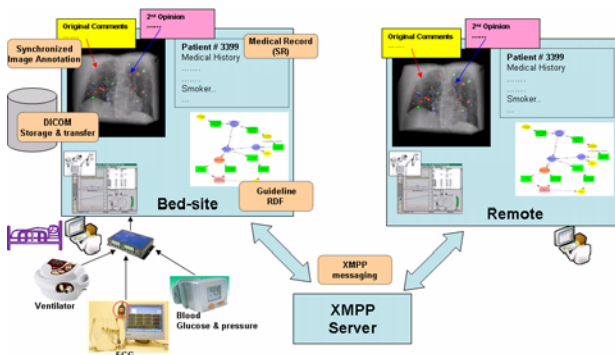 Original Comments
......
2nd Opinion
......
Synchronized
Image Annotation
Medical Record
(SR)
Patient # 3399
Medical History
........
......
Smoker..
...
DICOM
Storage & transfer
Guideline
RDF
Bed-site
Original Comments
2nd Opinion
......
Patient # 3399
Medical History
........
......
Smoker..
...
Remote
XMPP
messaging
XMPP
Server
Ventilator
Blood
Glucose & pressure
ECG